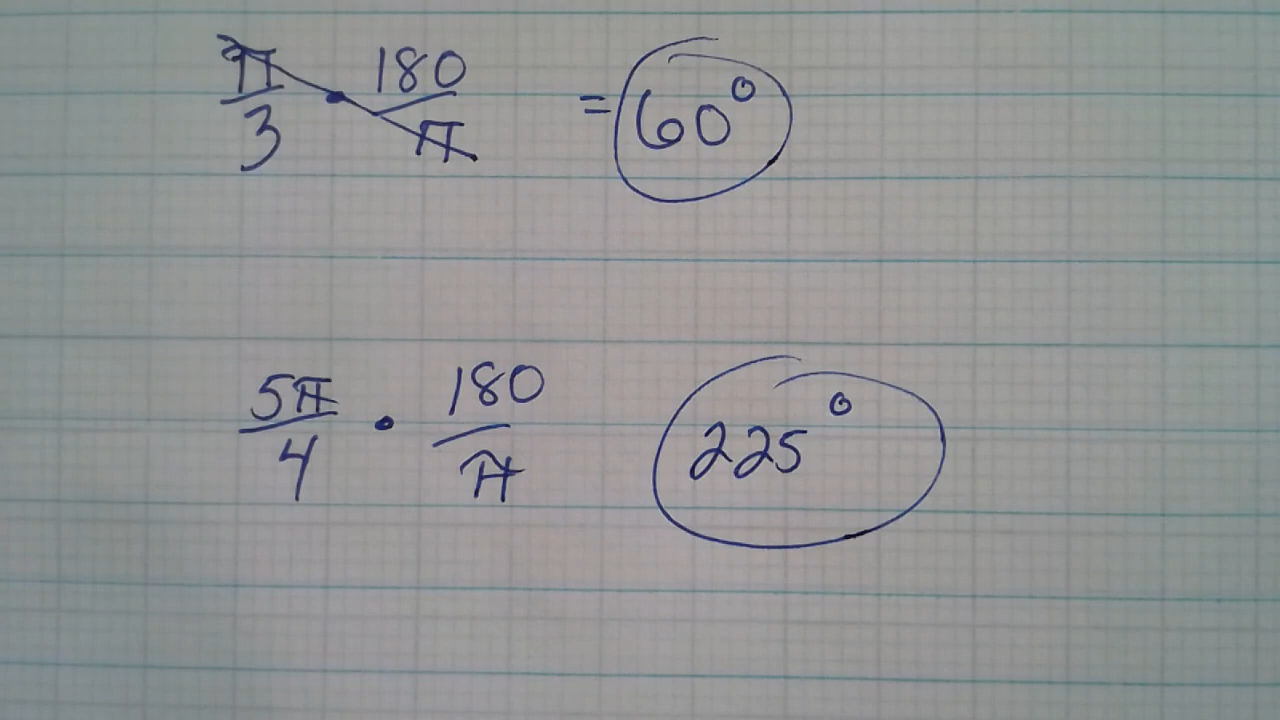 π/3 · 180/π = 60°
5π/4 · 180/π 225°